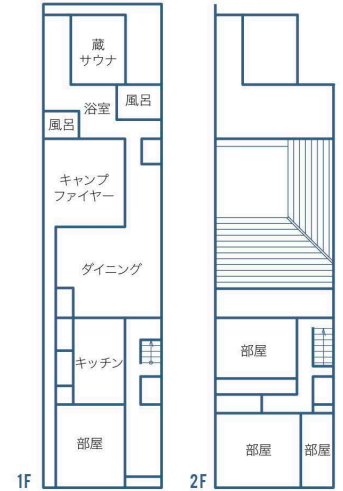 蔵
サウナ
風呂
浴室
風呂
キャンプ
ファイヤー
ダイニング
キッチン
部屋
1F
部屋
部屋
部屋
2F